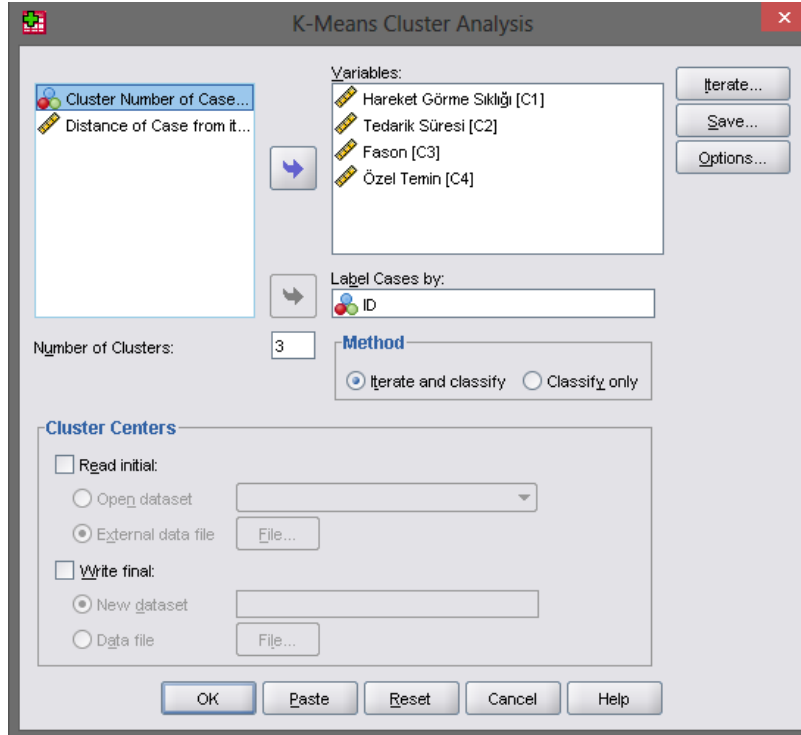 K-Means Cluster Analysis
Cluster Number of Case...
Distance of Case from it...
Variables:
Hareket Görme Sıklığı [C1]
Tedarik Süresi [C2]
Fason [C3]
Özel Temin [C4]
Iterate...
Save...
Options...
Label Cases by:
ID
Number of Clusters:
3
Method
Iterate and classify
Classify only
Cluster Centers
Read initial:
Open dataset
External data file
File...
Write final:
New dataset
Data file
File...
OK
Paste
Reset
Cancel
Help